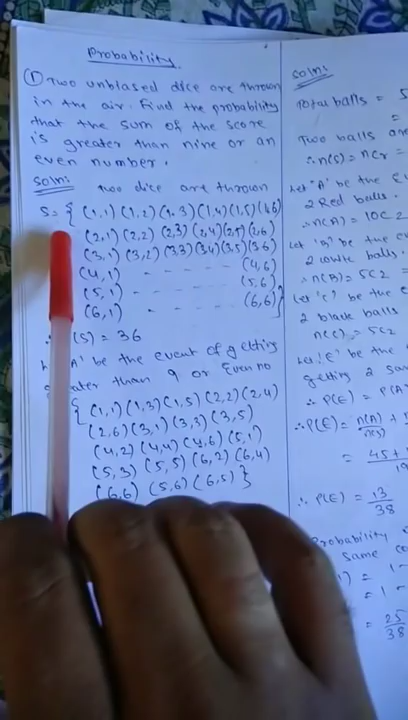 Probability.
① Two unbiased dice are thrown
in the air. Find the probability
that the sum of the score
is greater than nine or an
even number.
Soln: Two dice are thrown
S = { (1,1) (1,2) (1,3) (1,4) (1,5) (1,6)
(2,1) (2,2) (2,3) (2,4) (2,5) (2,6)
(3,1) (3,2) (3,3) (3,4) (3,5) (3,6)
(4,1) - - - - - (4,6)
(5,1) - - - - (5,6)
(6,1) - - - - (6,6) }
(S) = 36
'A' be the event of getting
than 9 or Even no
{ (1,1) (1,3) (1,5) (2,2) (2,4)
(2,6) (3,1) (3,3) (3,5)
(4,2) (4,4) (4,6) (5,1)
(5,3) (5,5) (6,2) (6,4)
(6,6) (5,6) (6,5) }
Soln:
Total balls = 5
=
Two balls are
∴ n(S) = nCr =
Let 'A' be the
2 Red balls.
∴ n(A) = 10C2
Let 'B' be the
2 white balls
∴ n(B) = 5C2 =
Let 'C' be the
2 black balls
n(C) = 5C2
Let 'E' be the
getting 2
∴ P(E) = P(A
∴ P(E) = n(A)/n(S) +
= 45+
∴ P(E) = 13/38
Probability
same
= 1 -
= 1 -
= 25/38